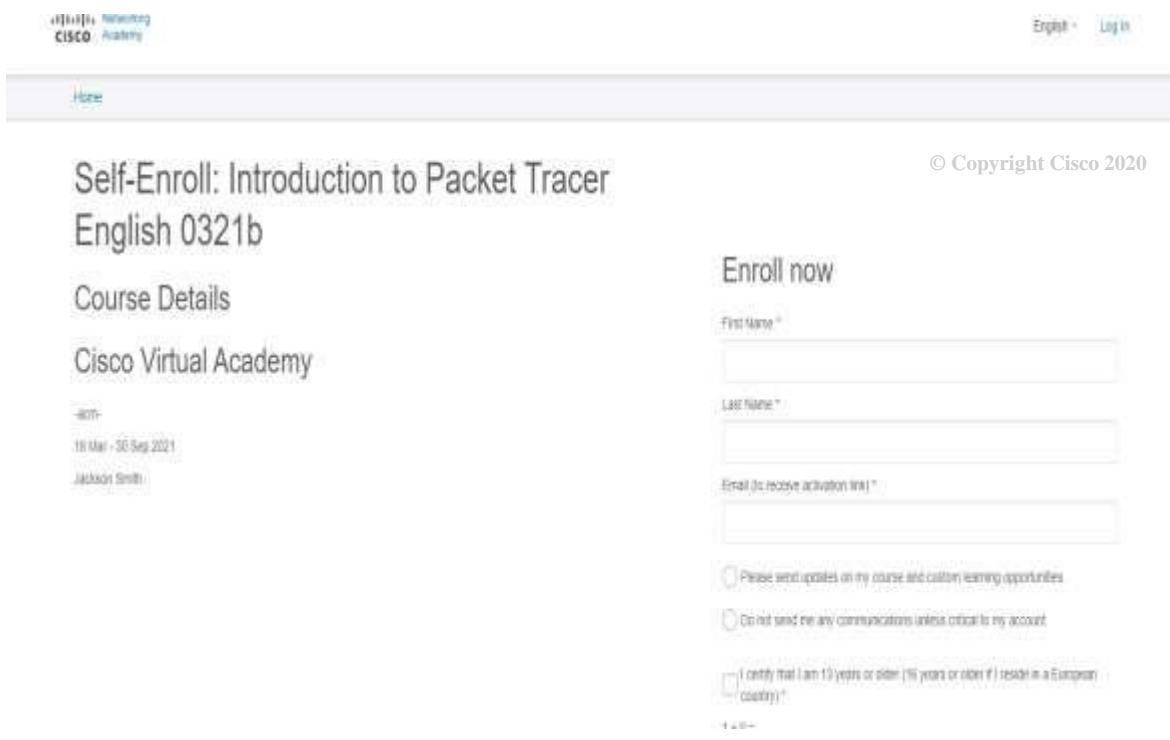 Networking
CISCO Academy
English
Log In
Home
© Copyright Cisco 2020
Self-Enroll: Introduction to Packet Tracer
English 0321b
Course Details
Cisco Virtual Academy
- 30 Sep 2021
Jackson Smith
Enroll now
First Name *
Last Name *
Email (to receive activation link) *
Please send updates on my course and custom learning opportunities
Do not send me any communications unless critical to my account
I certify that I am 13 years or older (16 years or older if I reside in a European
country) *